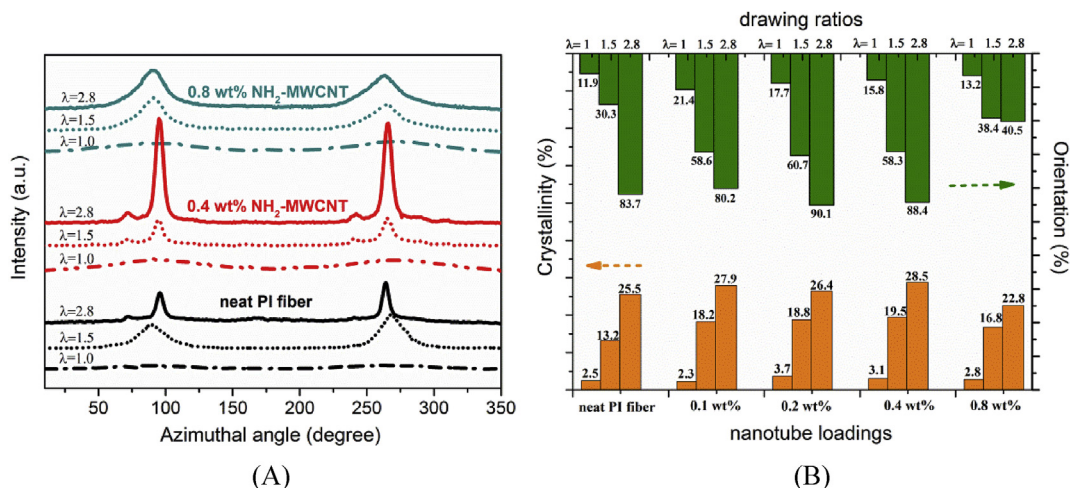 Intensity (a.u.)
λ=2.8
0.8 wt% NH2-MWCNT
λ=1.5
λ=1.0
λ=2.8
0.4 wt% NH2-MWCNT
λ=1.5
λ=1.0
neat PI fiber
λ=2.8
λ=1.5
λ=1.0
50 100 150 200 250 300 350
Azimuthal angle (degree)
(A)
drawing ratios
λ= 1 1.5 2.8 λ= 1 1.5 2.8 λ= 1 1.5 2.8 λ= 1 1.5 2.8 λ= 1 1.5 2.8
11.9 30.3 83.7 21.4 58.6 80.2 17.7 60.7 90.1 15.8 58.3 88.4 13.2 38.4 40.5
Crystallinity (%)
Orientation (%)
2.5 13.2 25.5 2.3 18.2 27.9 3.7 18.8 26.4 3.1 19.5 28.5 2.8 16.8 22.8
neat PI fiber 0.1 wt% 0.2 wt% 0.4 wt% 0.8 wt%
nanotube loadings
(B)